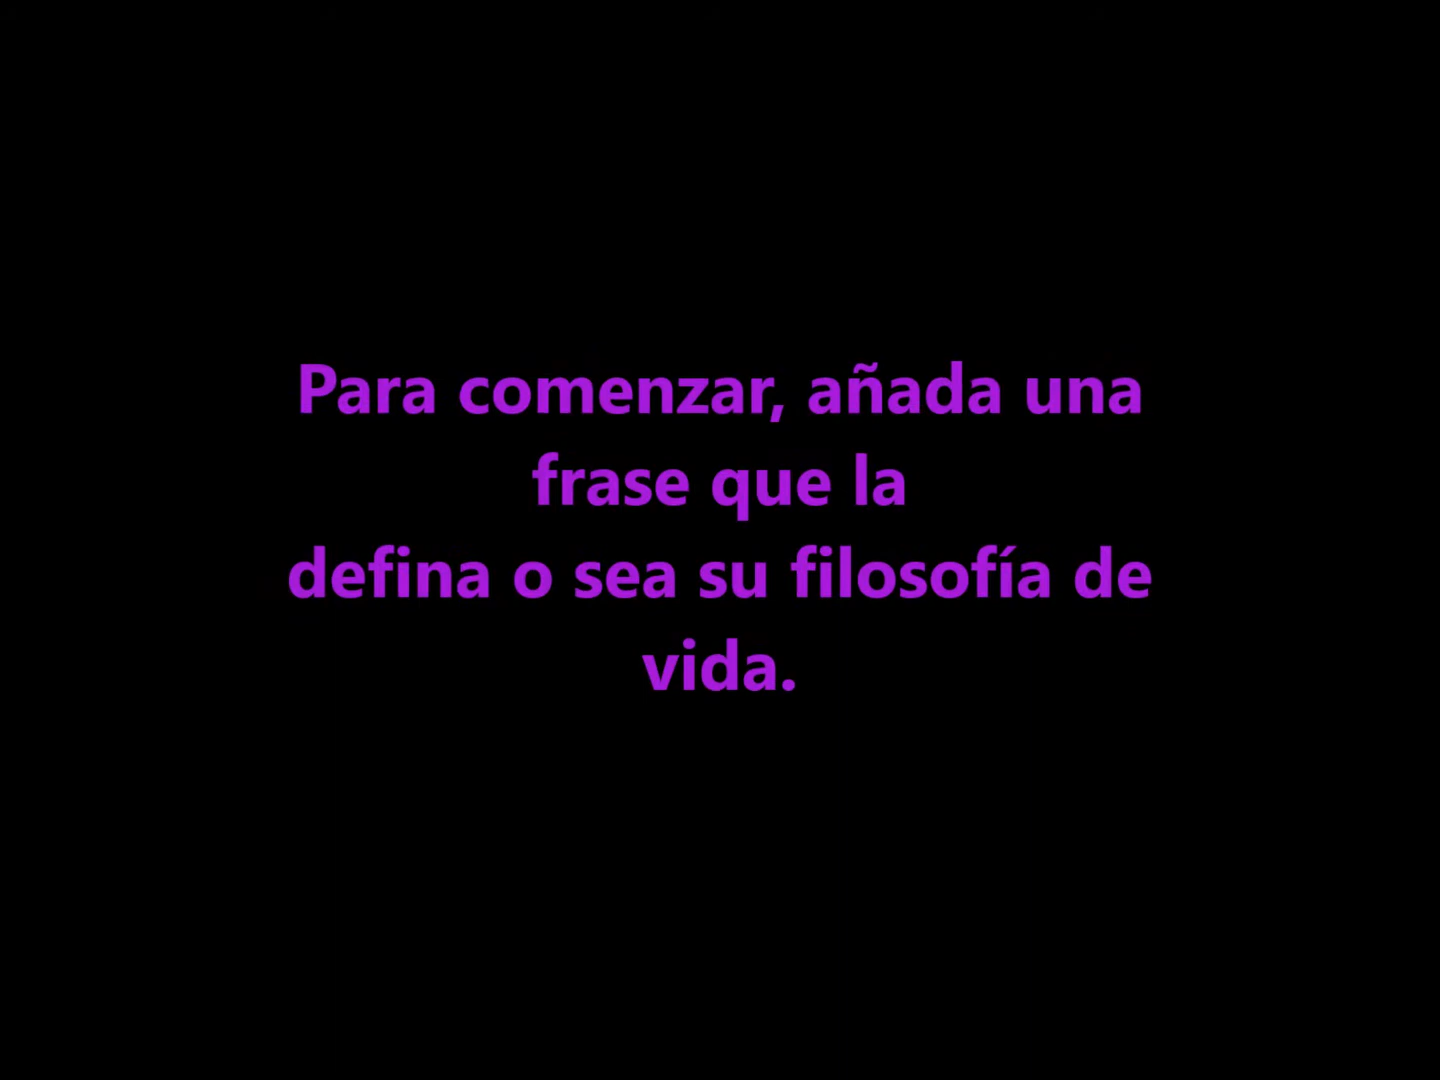 Para comenzar, añada una
frase que la
defina o sea su filosofía de
vida.